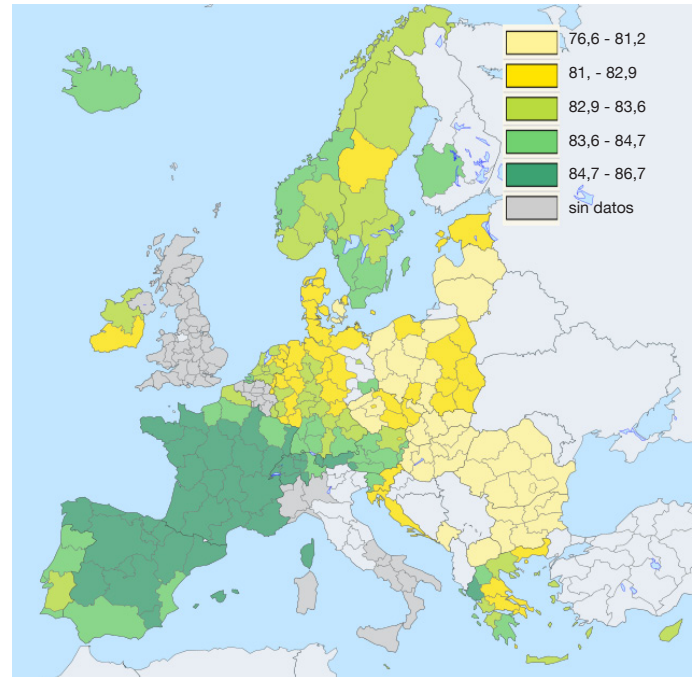 76,6 - 81,2
81, - 82,9
82,9 - 83,6
83,6 - 84,7
84,7 - 86,7
sin datos